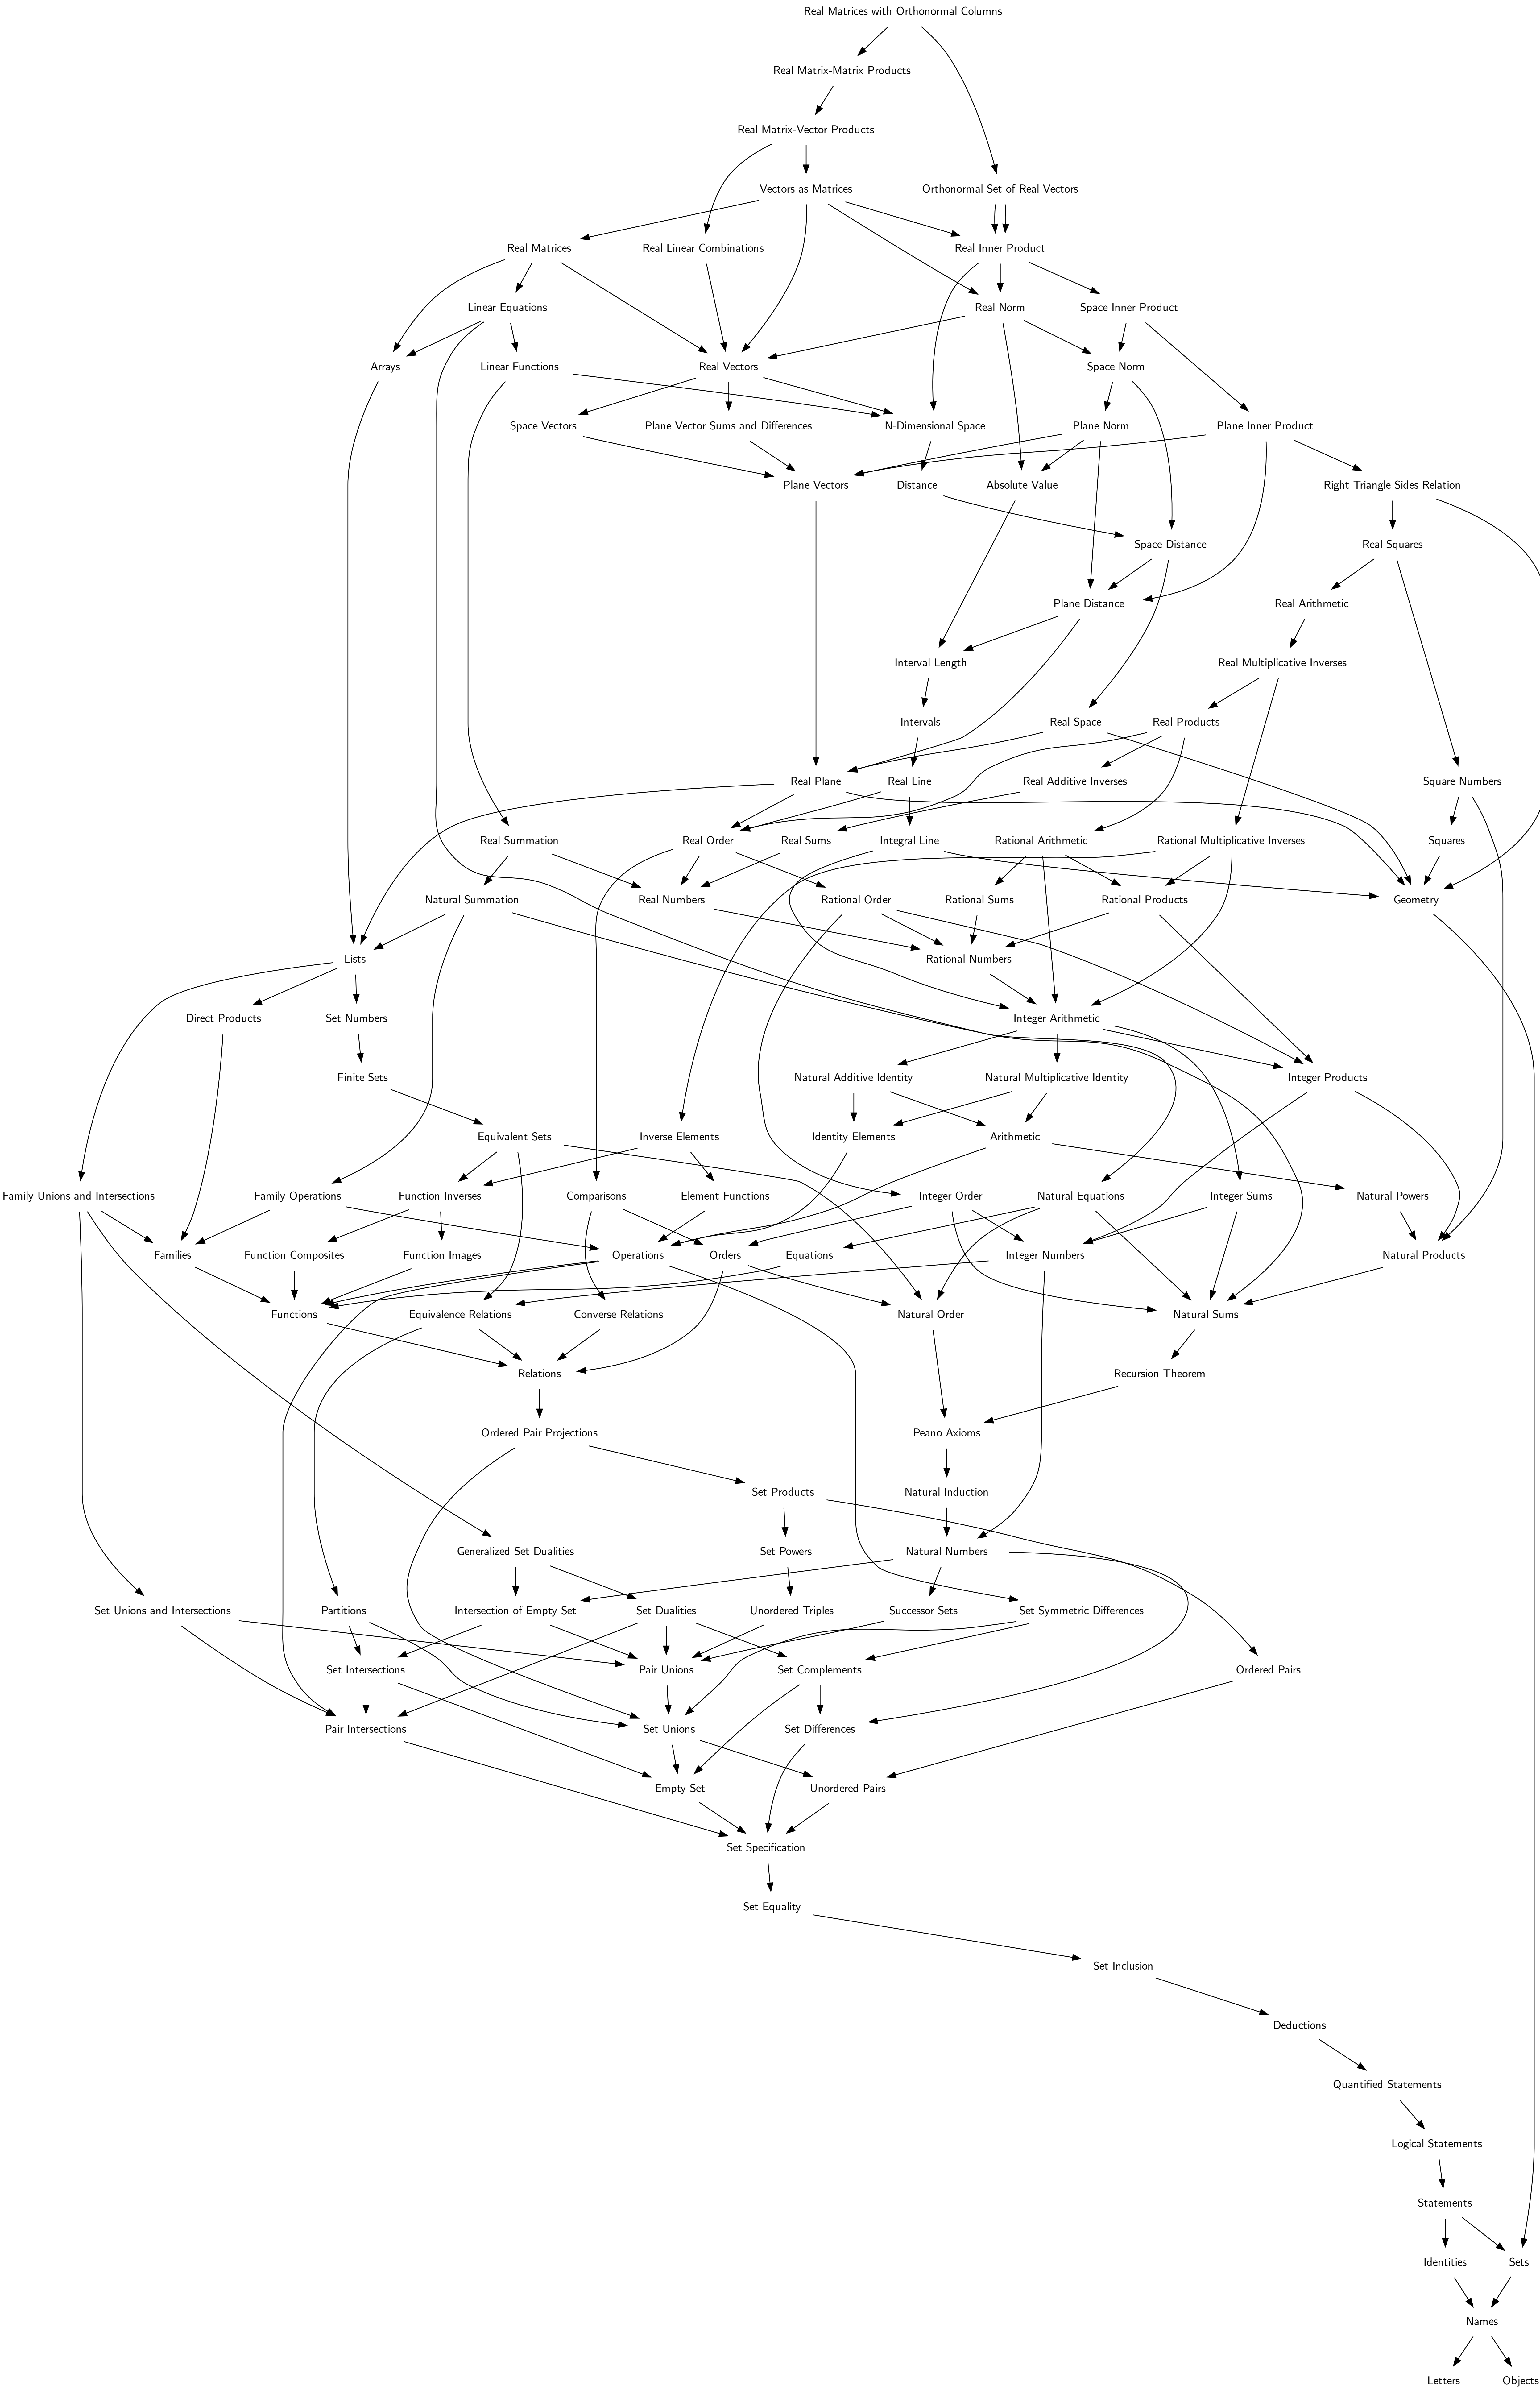 Real Matrices with Orthonormal Columns
Real Matrix-Matrix Products
Real Matrix-Vector Products
Vectors as Matrices
Orthonormal Set of Real Vectors
Real Matrices
Real Linear Combinations
Real Inner Product
Linear Equations
Real Norm
Space Inner Product
Arrays
Linear Functions
Real Vectors
Space Norm
Space Vectors
Plane Vector Sums and Differences
N-Dimensional Space
Plane Norm
Plane Inner Product
Plane Vectors
Distance
Absolute Value
Right Triangle Sides Relation
Space Distance
Real Squares
Plane Distance
Real Arithmetic
Interval Length
Real Multiplicative Inverses
Intervals
Real Space
Real Products
Real Plane
Real Line
Real Additive Inverses
Square Numbers
Real Summation
Real Order
Real Sums
Integral Line
Rational Arithmetic
Rational Multiplicative Inverses
Squares
Natural Summation
Real Numbers
Rational Order
Rational Sums
Rational Products
Geometry
Lists
Rational Numbers
Direct Products
Set Numbers
Integer Arithmetic
Finite Sets
Natural Additive Identity
Natural Multiplicative Identity
Integer Products
Equivalent Sets
Inverse Elements
Identity Elements
Arithmetic
Family Unions and Intersections
Family Operations
Function Inverses
Comparisons
Element Functions
Integer Order
Natural Equations
Integer Sums
Natural Powers
Families
Function Composites
Function Images
Operations
Orders
Equations
Integer Numbers
Natural Products
Functions
Equivalence Relations
Converse Relations
Natural Order
Natural Sums
Relations
Recursion Theorem
Ordered Pair Projections
Peano Axioms
Set Products
Natural Induction
Generalized Set Dualities
Set Powers
Natural Numbers
Set Unions and Intersections
Partitions
Intersection of Empty Set
Set Dualities
Unordered Triples
Successor Sets
Set Symmetric Differences
Set Intersections
Pair Unions
Set Complements
Ordered Pairs
Pair Intersections
Set Unions
Set Differences
Empty Set
Unordered Pairs
Set Specification
Set Equality
Set Inclusion
Deductions
Quantified Statements
Logical Statements
Statements
Identities
Sets
Names
Letters
Objects